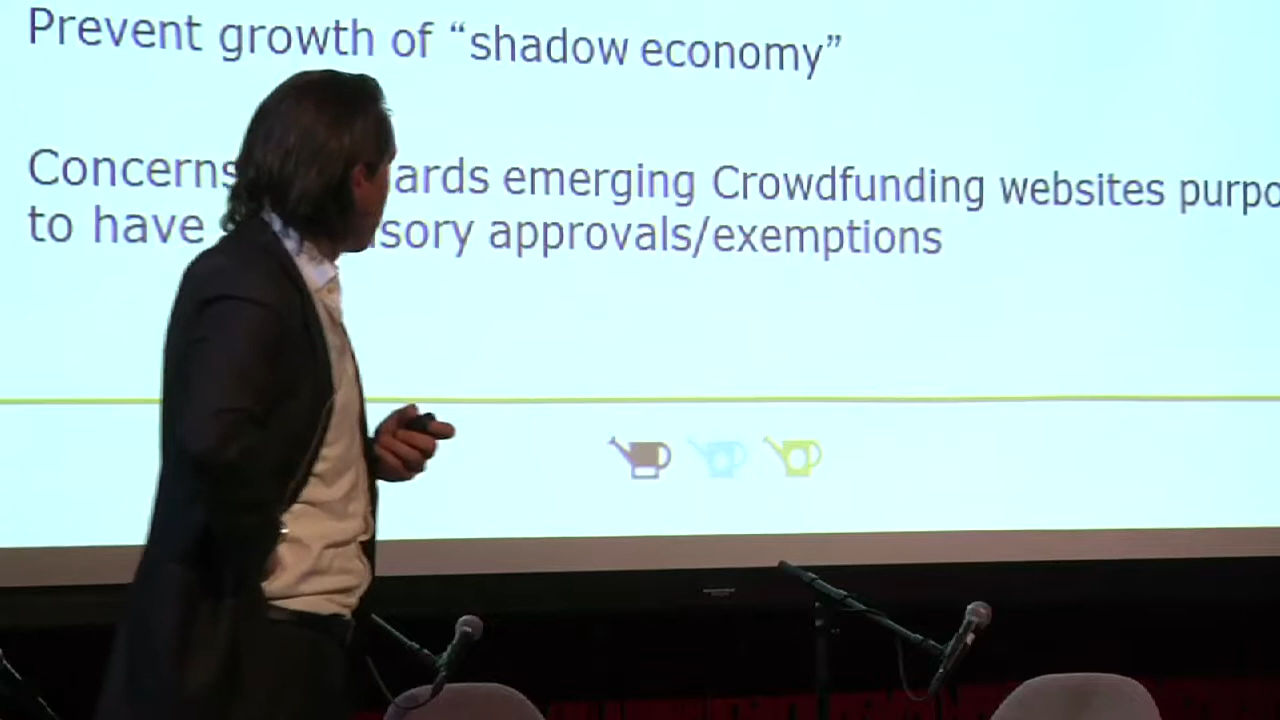 Prevent growth of “shadow economy”
Concerns ards emerging Crowdfunding websites purpo
to have sory approvals/exemptions